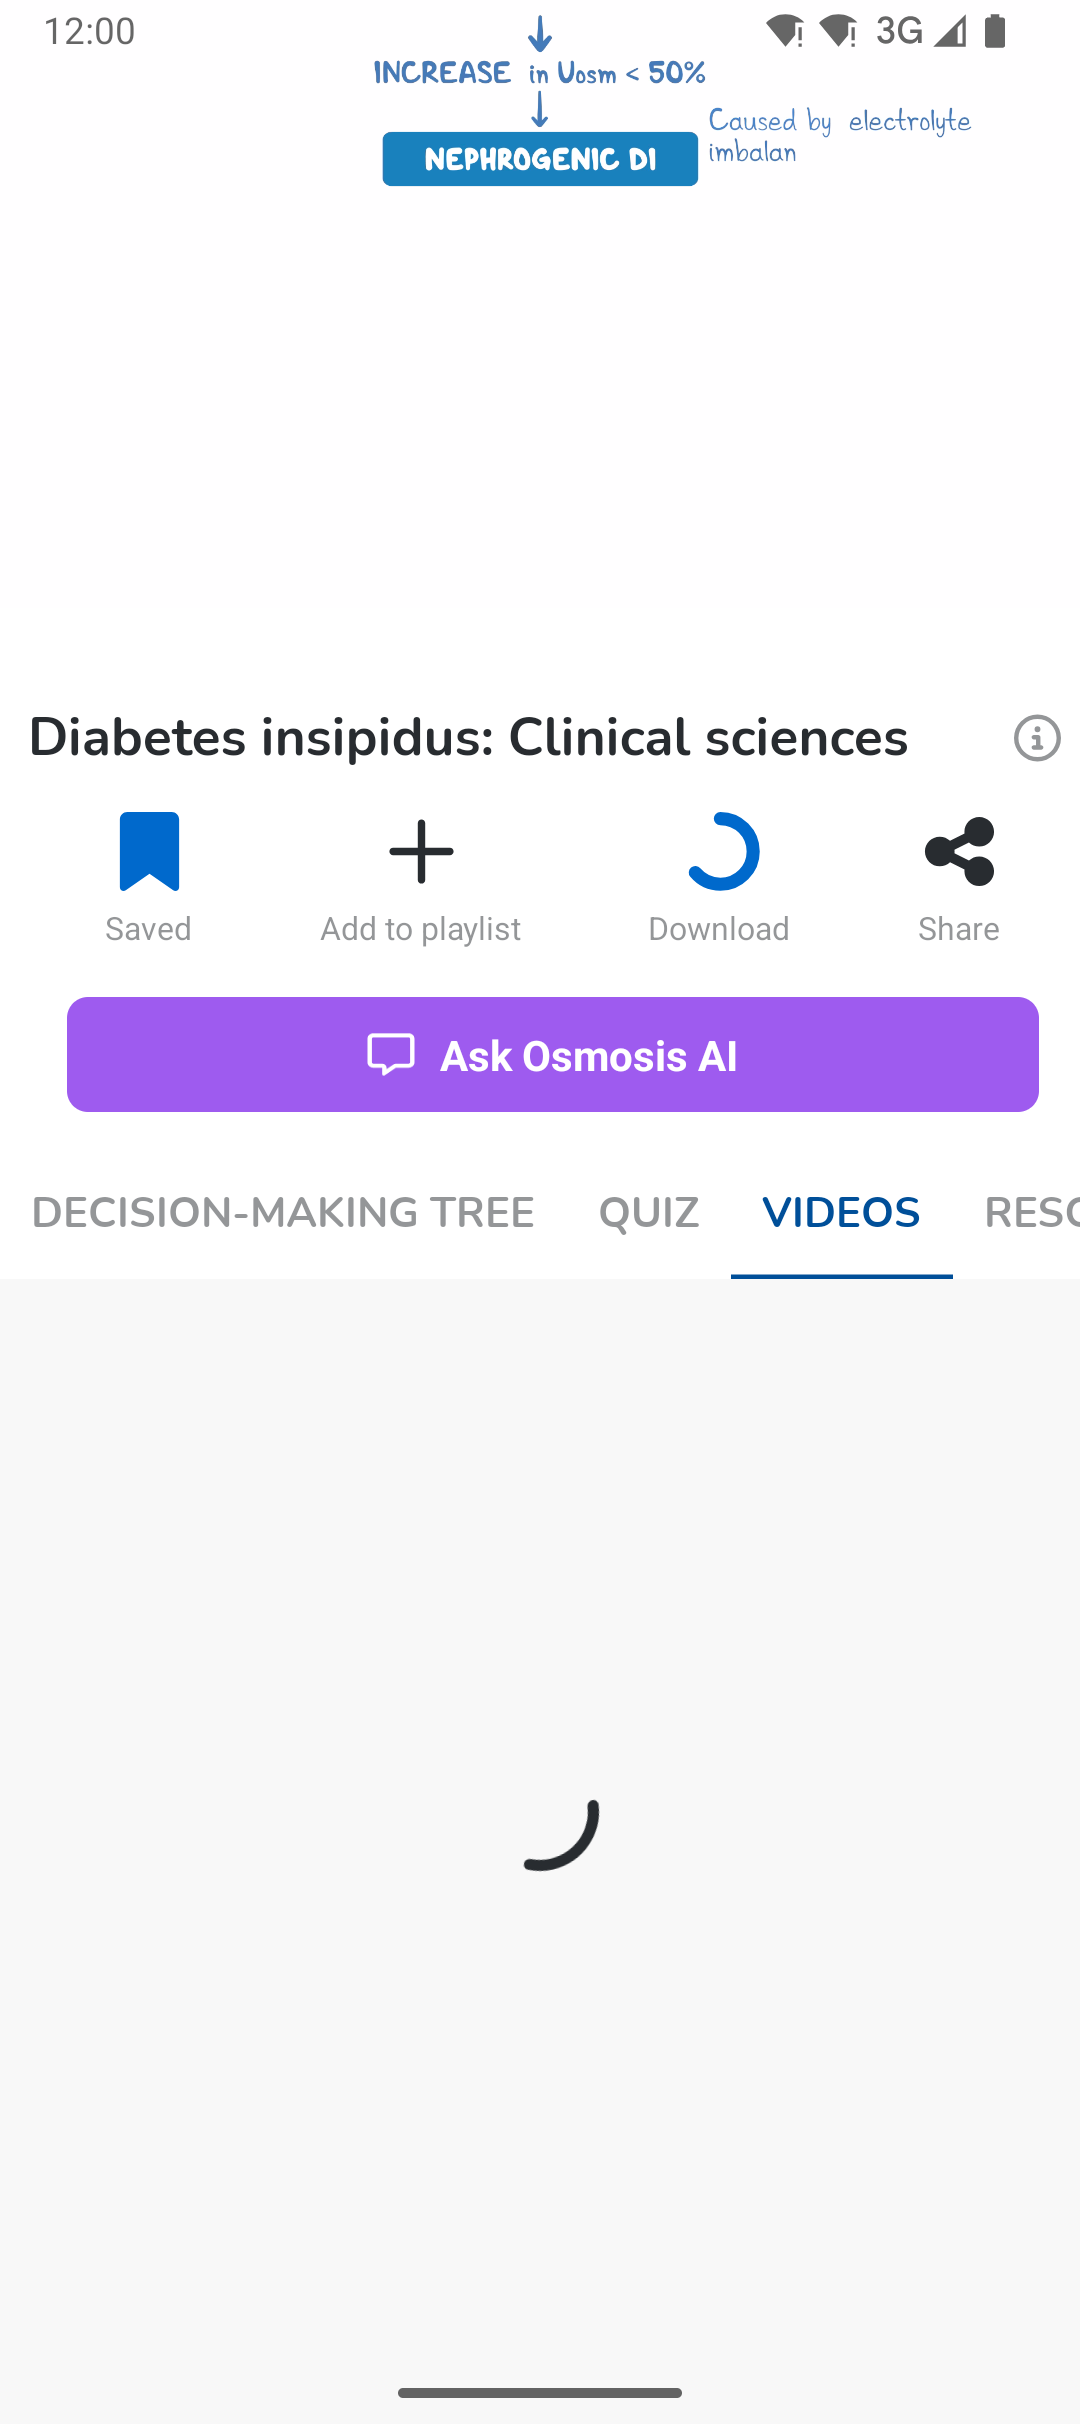 12:00
3G
INCREASE in Uosm < 50%
NEPHROGENIC DI
Caused by electrolyte
imbalan
Diabetes insipidus: Clinical sciences
Saved
Add to playlist
Download
Share
Ask Osmosis AI
DECISION-MAKING TREE
QUIZ
VIDEOS
RESO